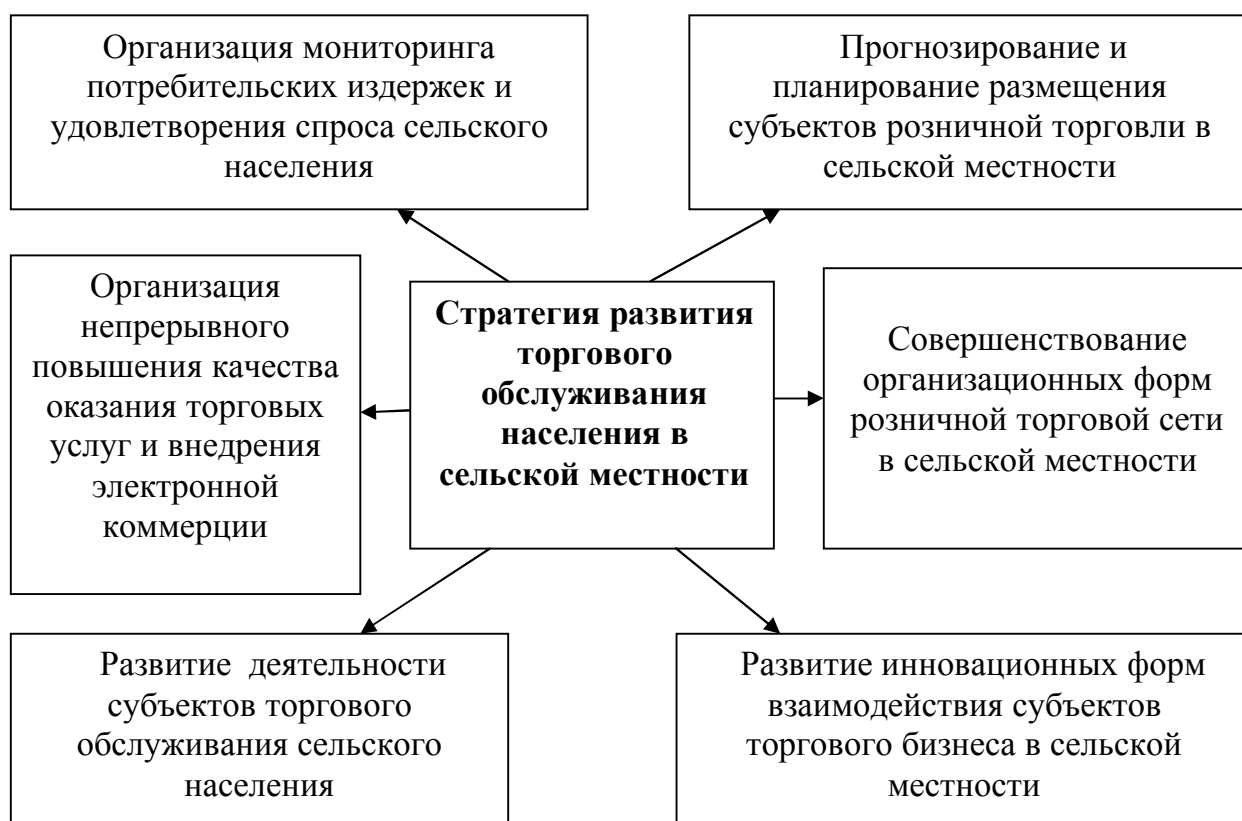 Организация мониторинга
потребительских издержек и
удовлетворения спроса сельского
населения
Прогнозирование и
планирование размещения
субъектов розничной торговли в
сельской местности
Организация
непрерывного
повышения качества
оказания торговых
услуг и внедрения
электронной
коммерции
Стратегия развития
торгового
обслуживания
населения в
сельской местности
Совершенствование
организационных форм
розничной торговой сети
в сельской местности
Развитие деятельности
субъектов торгового
обслуживания сельского
населения
Развитие инновационных форм
взаимодействия субъектов
торгового бизнеса в сельской
местности